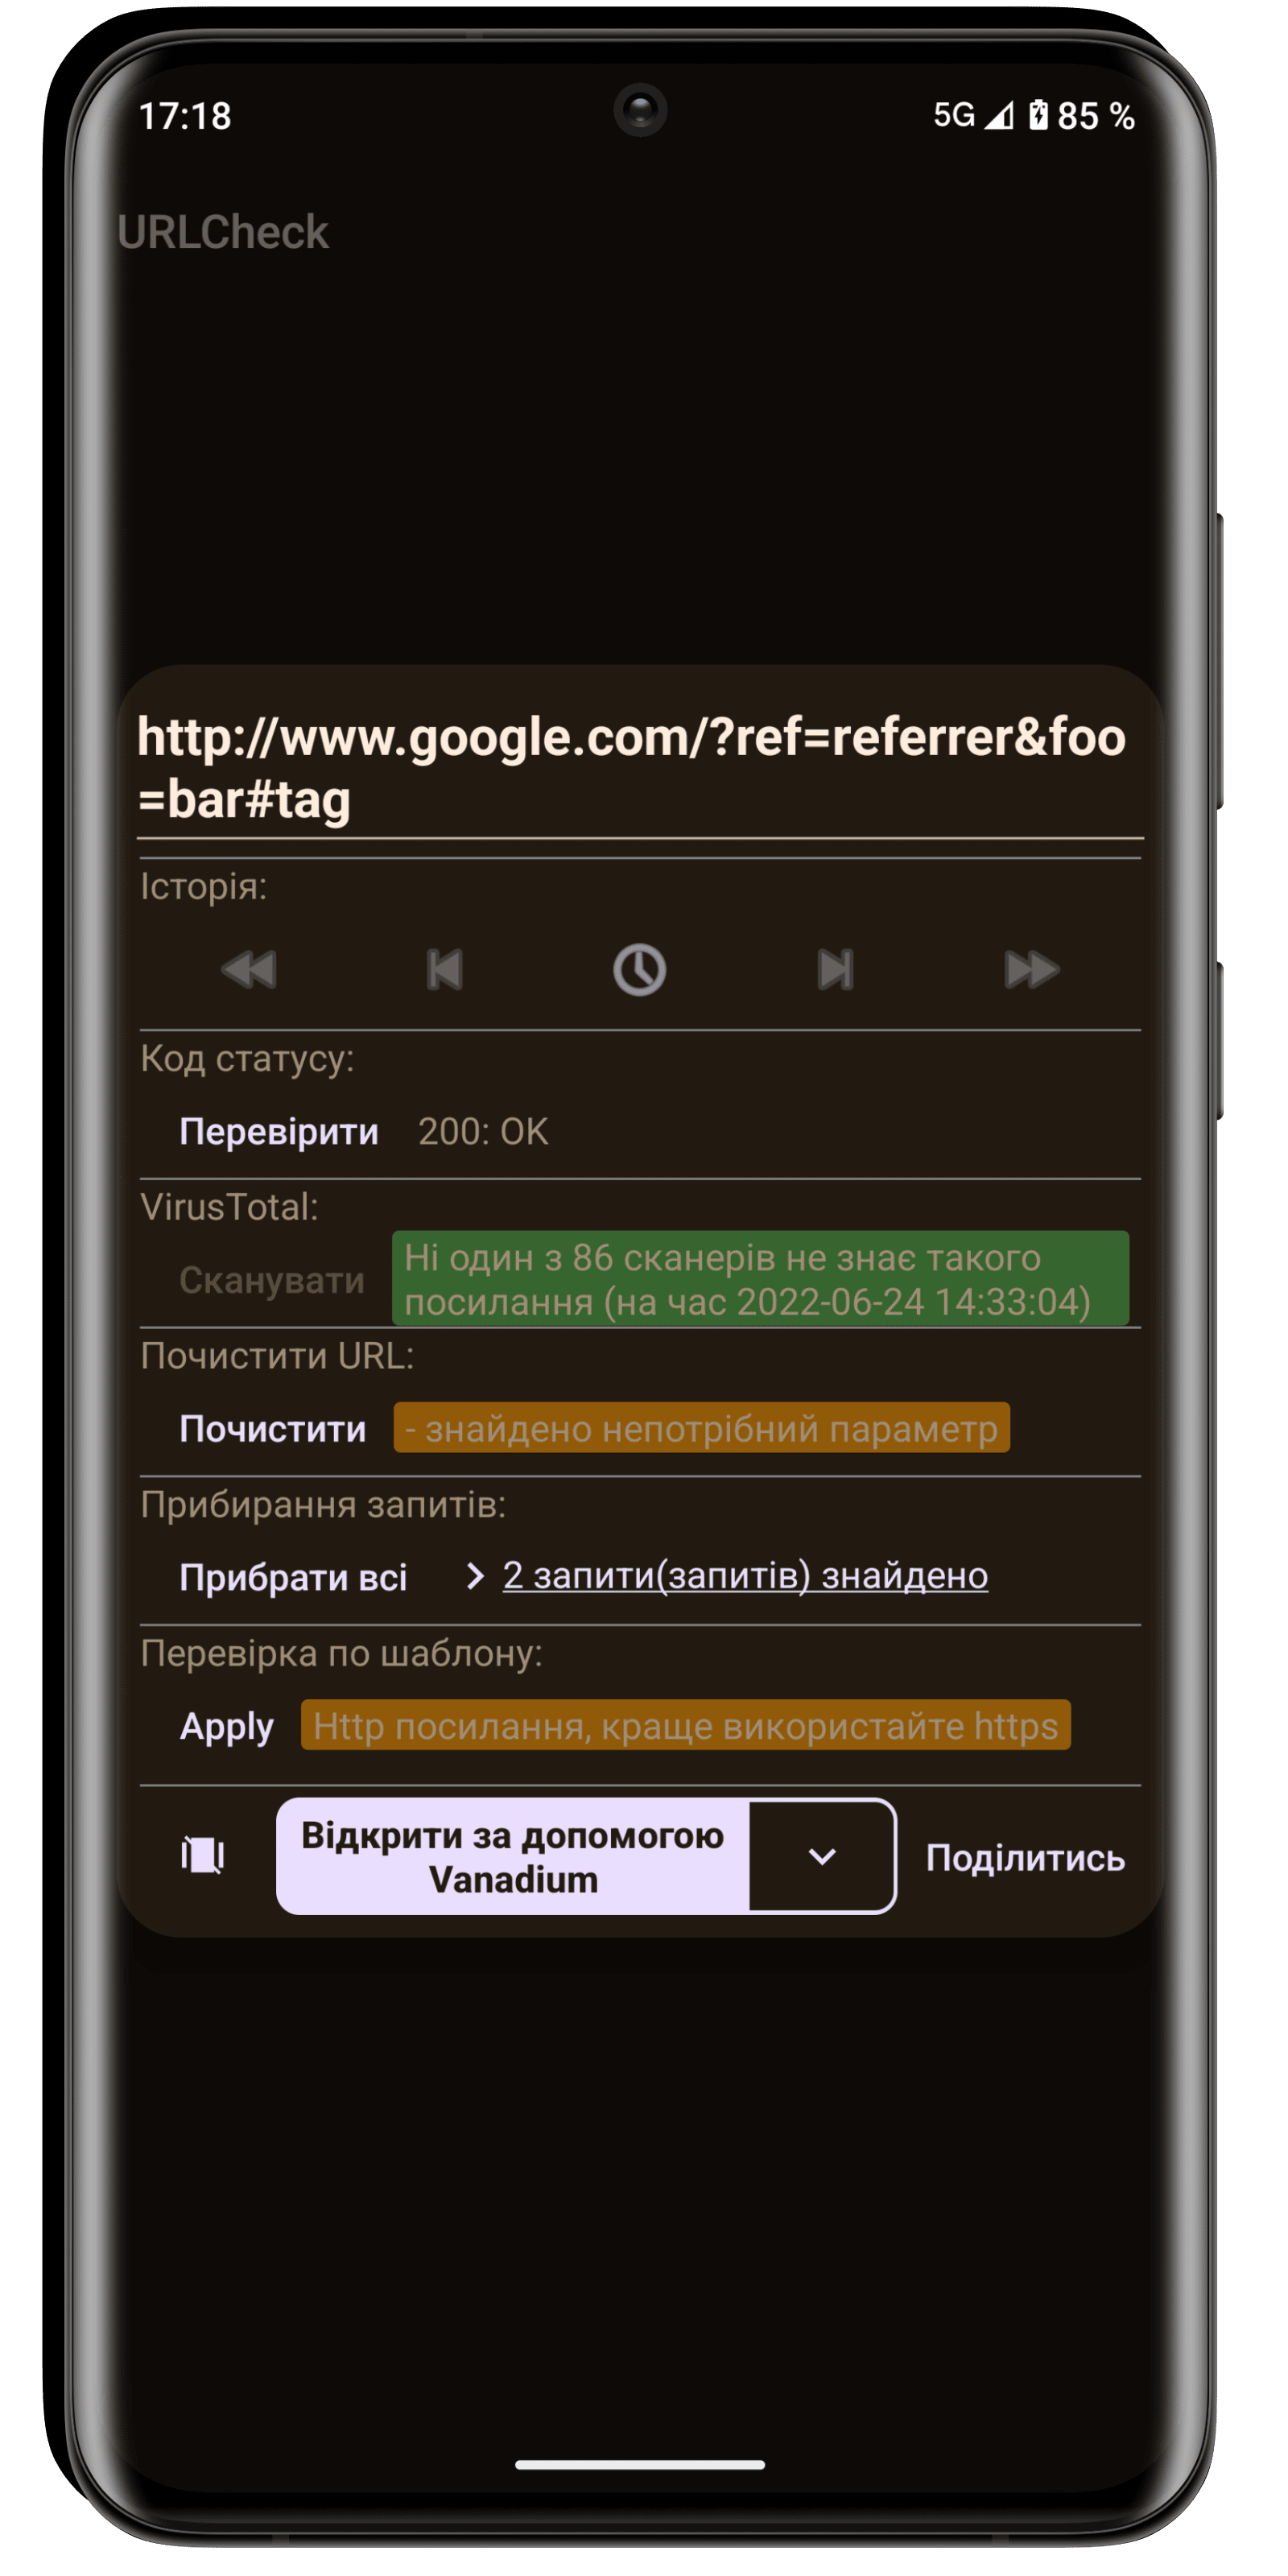 17:18
5G 85 %
URLCheck
http://www.google.com/?ref=referrer&foo
=bar#tag
Історія:
Код статусу:
Перевірити 200: OK
VirusTotal:
Сканувати
Ні один з 86 сканерів не знає такого
посилання (на час 2022-06-24 14:33:04)
Почистити URL:
Почистити - знайдено непотрібний параметр
Прибирання запитів:
Прибрати всі 2 запити(запитів) знайдено
Перевірка по шаблону:
Apply Http посилання, краще використайте https
Відкрити за допомогою
Vanadium
Поділитись